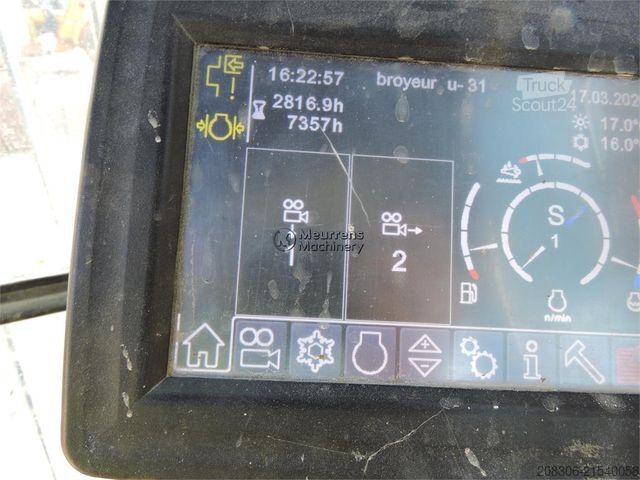 16:22:57 broyeur u- 31
Truck
Scout24
17.03.202
2816.9h
7357h
17.0°
16.0°
1
2
Meurrens
Machinery
S
1
n/min
208306-21540058